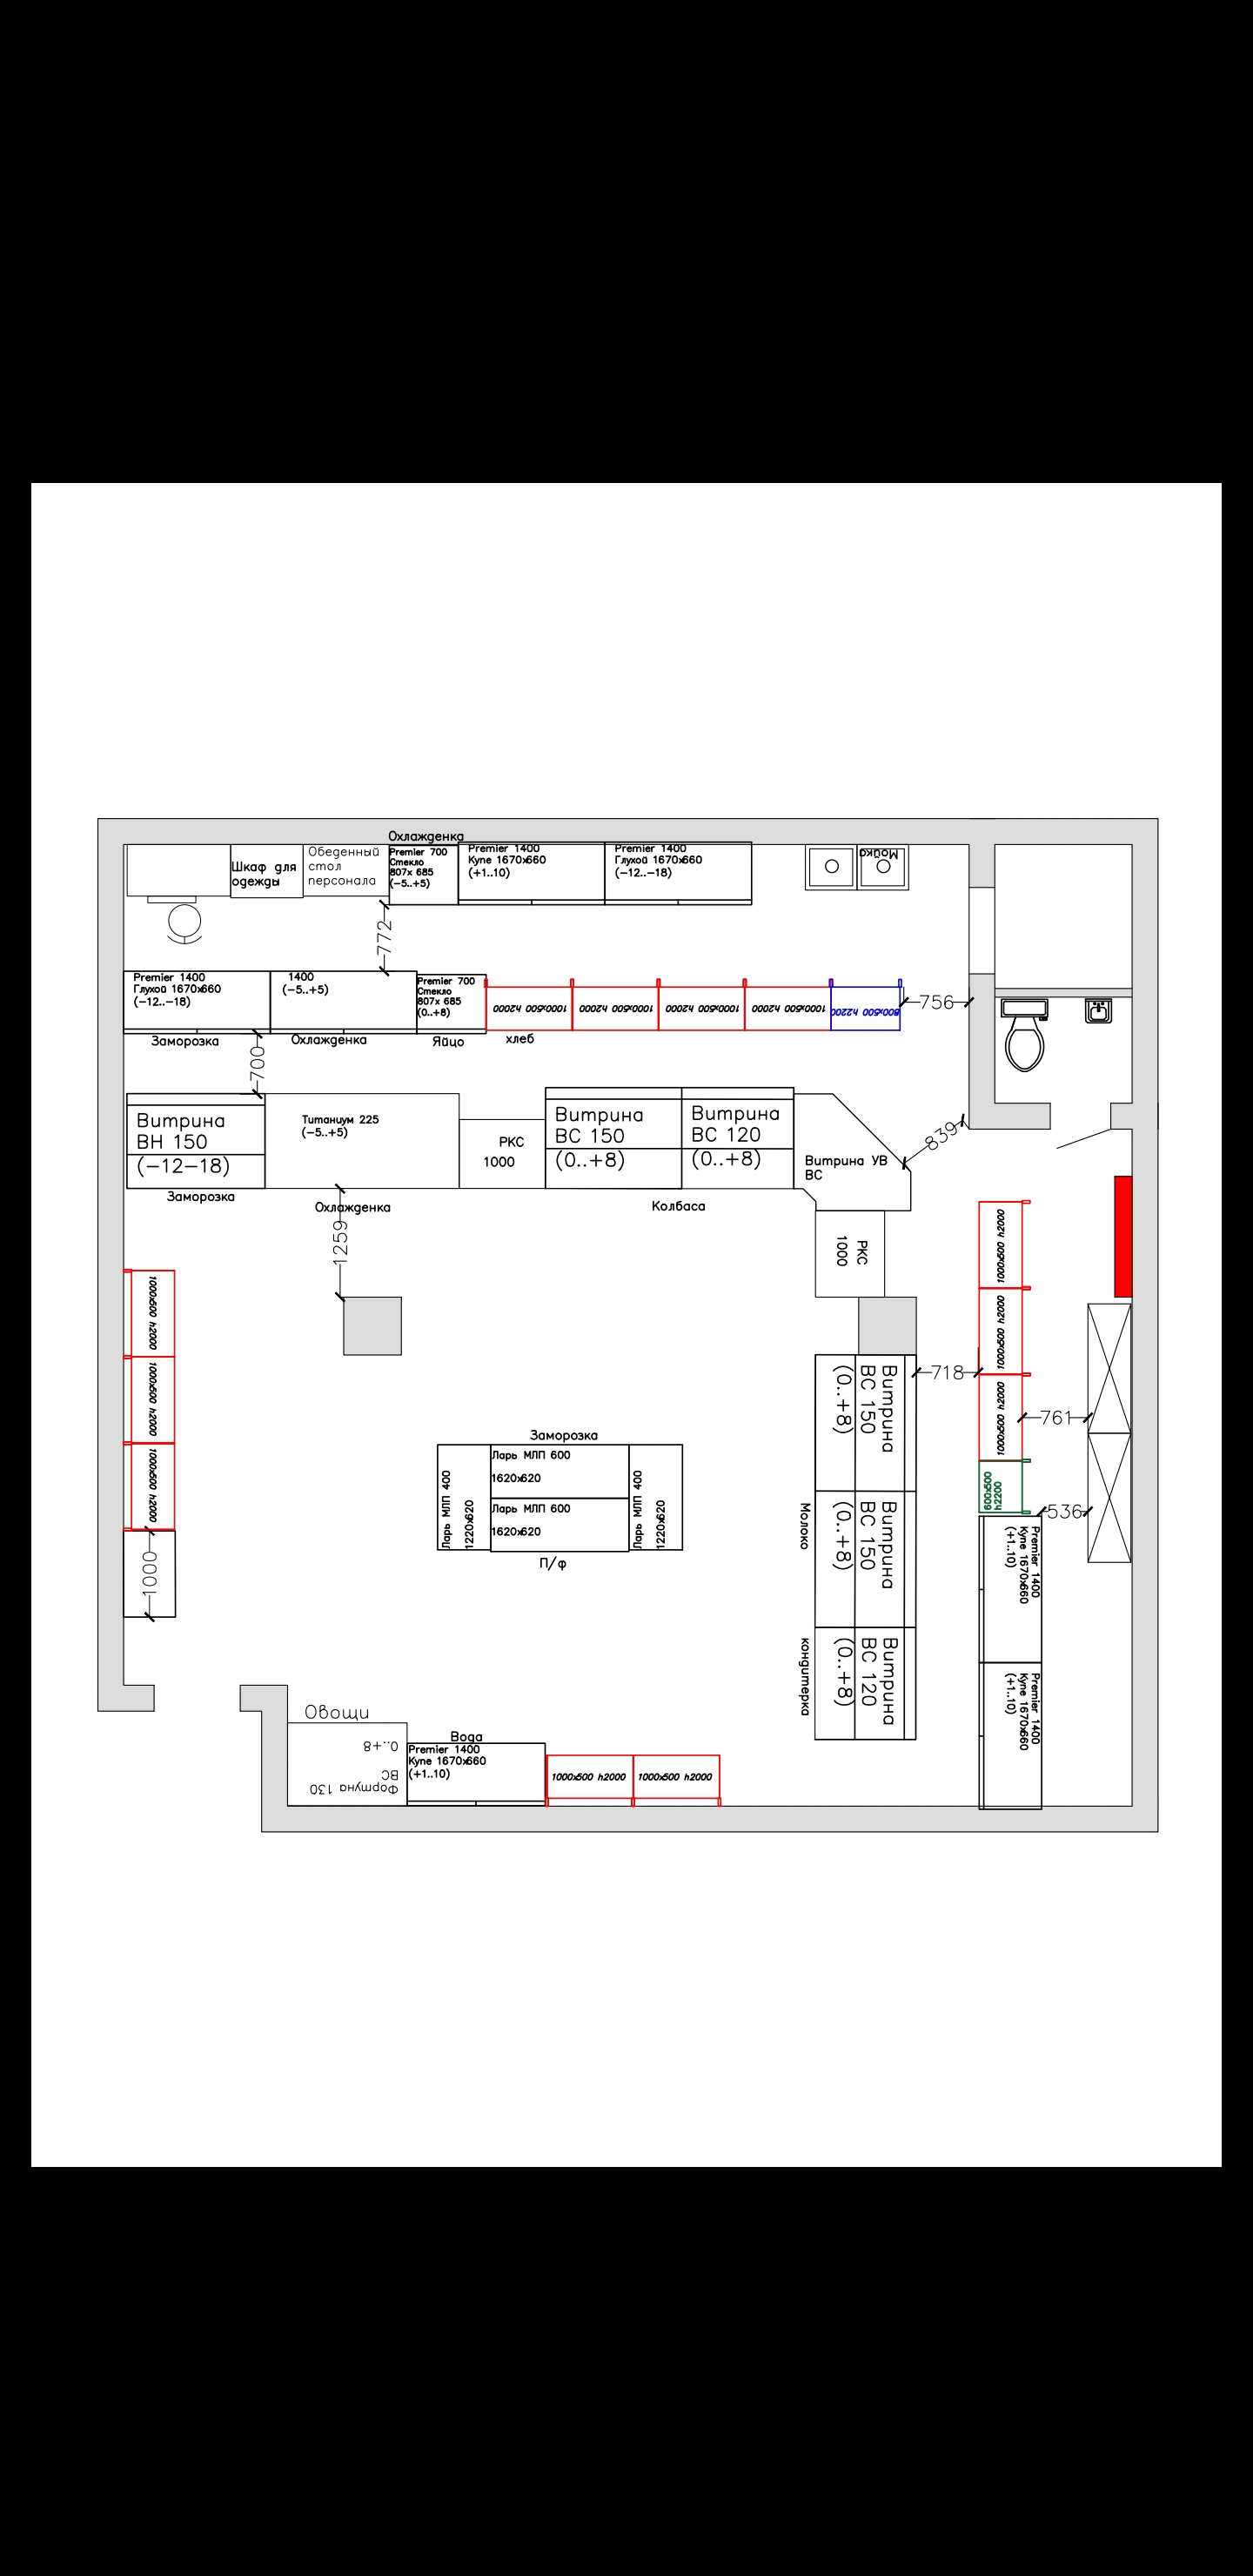 Охлажденка
Шкаф для
одежды
Обеденный
стол
персонала
Premier 700
Стекло
807х 685
(−5..+5)
Premier 1400
Купе 1670х660
(+1..10)
Premier 1400
Глухой 1670х660
(−12..−18)
Мойка
772
Premier 1400
Глухой 1670х660
(−12..−18)
1400
(−5..+5)
Premier 700
Стекло
807х 685
(0..+8)
1000х500 h2000
1000х500 h2000
1000х500 h2000
1000х500 h2000
800х500 h2200
756
Заморозка
Охлажденка
Яйцо
хлеб
700
Витрина
ВН 150
(−12−18)
Титаниум 225
(−5..+5)
РКС
1000
Витрина
ВС 150
(0..+8)
Витрина
ВС 120
(0..+8)
Витрина УВ
ВС
839
Заморозка
Охлажденка
Колбаса
1259
РКС
1000
1000х500 h2000
1000х500 h2000
1000х500 h2000
1000
1000х500 h2000
1000х500 h2000
1000х500 h2000
600х500
h2200
718
761
536
Витрина
ВС 150
(0..+8)
Витрина
ВС 150
(0..+8)
Витрина
ВС 120
(0..+8)
Молоко
кондитерка
Заморозка
Ларь МЛП 400
1220х620
Ларь МЛП 600
1620х620
Ларь МЛП 600
1620х620
Ларь МЛП 400
1220х620
П/ф
Premier 1400
Купе 1670х660
(+1..10)
Premier 1400
Купе 1670х660
(+1..10)
Овощи
Фортуна 130
ВС
0..+8
Вода
Premier 1400
Купе 1670х660
(+1..10)
1000х500 h2000
1000х500 h2000